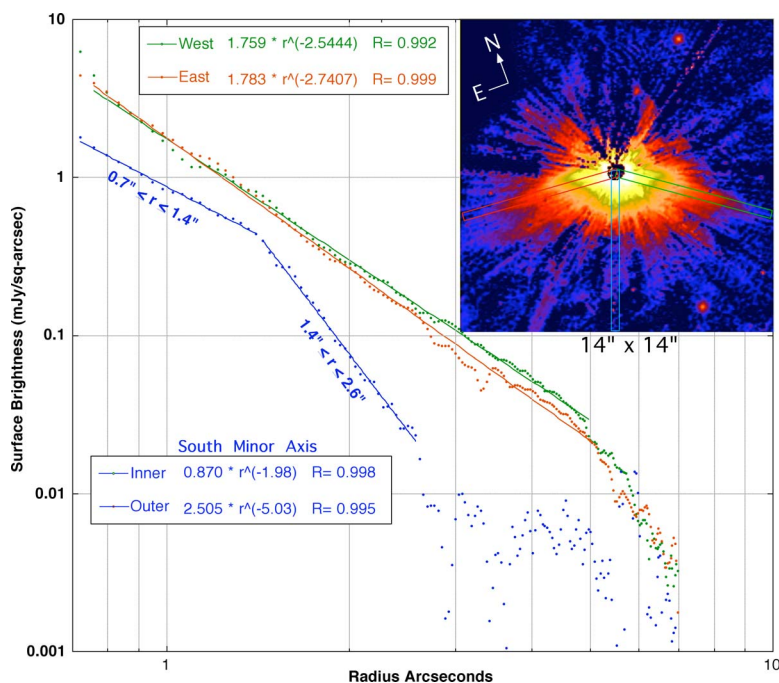 10
West 1.759 * r^(-2.5444) R= 0.992
East 1.783 * r^(-2.7407) R= 0.999
N
E
14" x 14"
1
0.1
0.01
0.001
Surface Brightness (mJy/sq-arcsec)
0.7" < r < 1.4"
1.4" < r < 2.6"
South Minor Axis
Inner 0.870 * r^(-1.98) R= 0.998
Outer 2.505 * r^(-5.03) R= 0.995
1
10
Radius Arcseconds